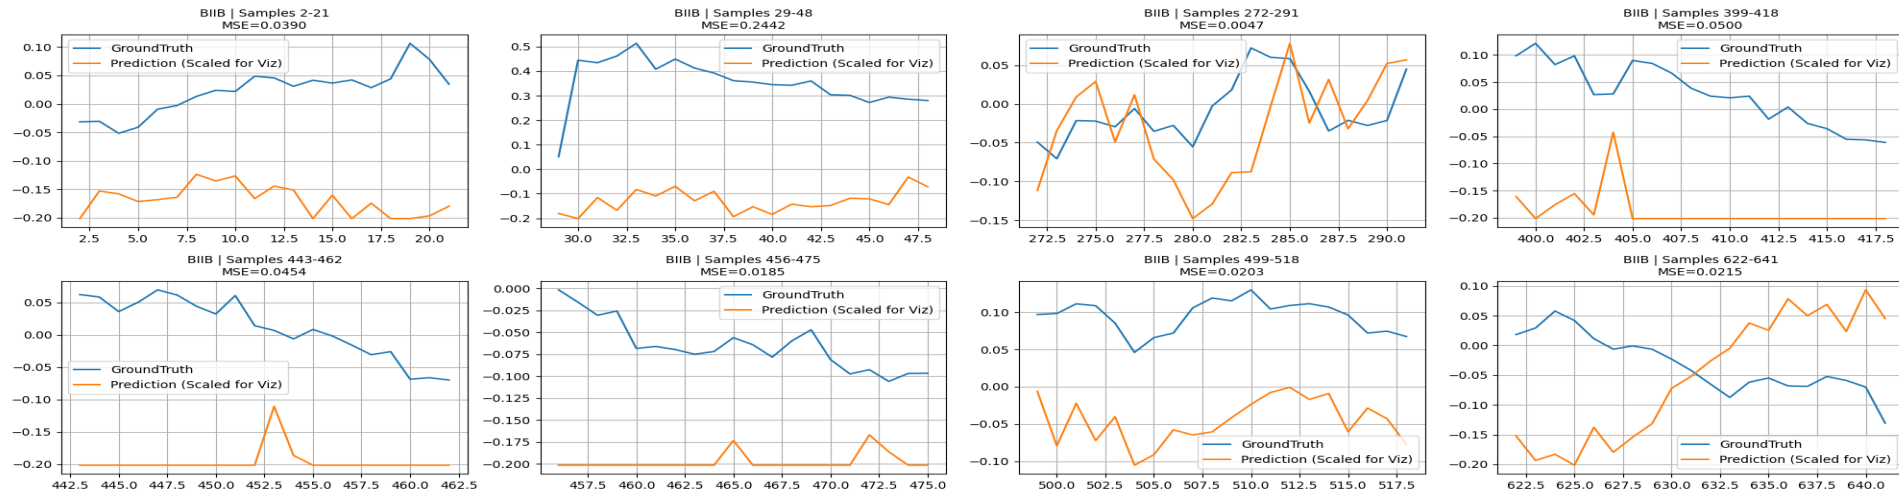 BIIB | Samples 2-21
MSE=0.0390
GroundTruth
Prediction (Scaled for Viz)
0.10
0.05
0.00
−0.05
−0.10
−0.15
−0.20
2.5 5.0 7.5 10.0 12.5 15.0 17.5 20.0
BIIB | Samples 29-48
MSE=0.2442
GroundTruth
Prediction (Scaled for Viz)
0.5
0.4
0.3
0.2
0.1
0.0
−0.1
−0.2
30.0 32.5 35.0 37.5 40.0 42.5 45.0 47.5
BIIB | Samples 272-291
MSE=0.0047
GroundTruth
Prediction (Scaled for Viz)
0.05
0.00
−0.05
−0.10
−0.15
272.5 275.0 277.5 280.0 282.5 285.0 287.5 290.0
BIIB | Samples 399-418
MSE=0.0500
GroundTruth
Prediction (Scaled for Viz)
0.10
0.05
0.00
−0.05
−0.10
−0.15
−0.20
400.0 402.5 405.0 407.5 410.0 412.5 415.0 417.5
BIIB | Samples 443-462
MSE=0.0454
GroundTruth
Prediction (Scaled for Viz)
0.05
0.00
−0.05
−0.10
−0.15
−0.20
442.5 445.0 447.5 450.0 452.5 455.0 457.5 460.0 462.5
BIIB | Samples 456-475
MSE=0.0185
GroundTruth
Prediction (Scaled for Viz)
0.000
−0.025
−0.050
−0.075
−0.100
−0.125
−0.150
−0.175
−0.200
457.5 460.0 462.5 465.0 467.5 470.0 472.5 475.0
BIIB | Samples 499-518
MSE=0.0203
GroundTruth
Prediction (Scaled for Viz)
0.10
0.05
0.00
−0.05
−0.10
500.0 502.5 505.0 507.5 510.0 512.5 515.0 517.5
BIIB | Samples 622-641
MSE=0.0215
GroundTruth
Prediction (Scaled for Viz)
0.10
0.05
0.00
−0.05
−0.10
−0.15
−0.20
622.5 625.0 627.5 630.0 632.5 635.0 637.5 640.0